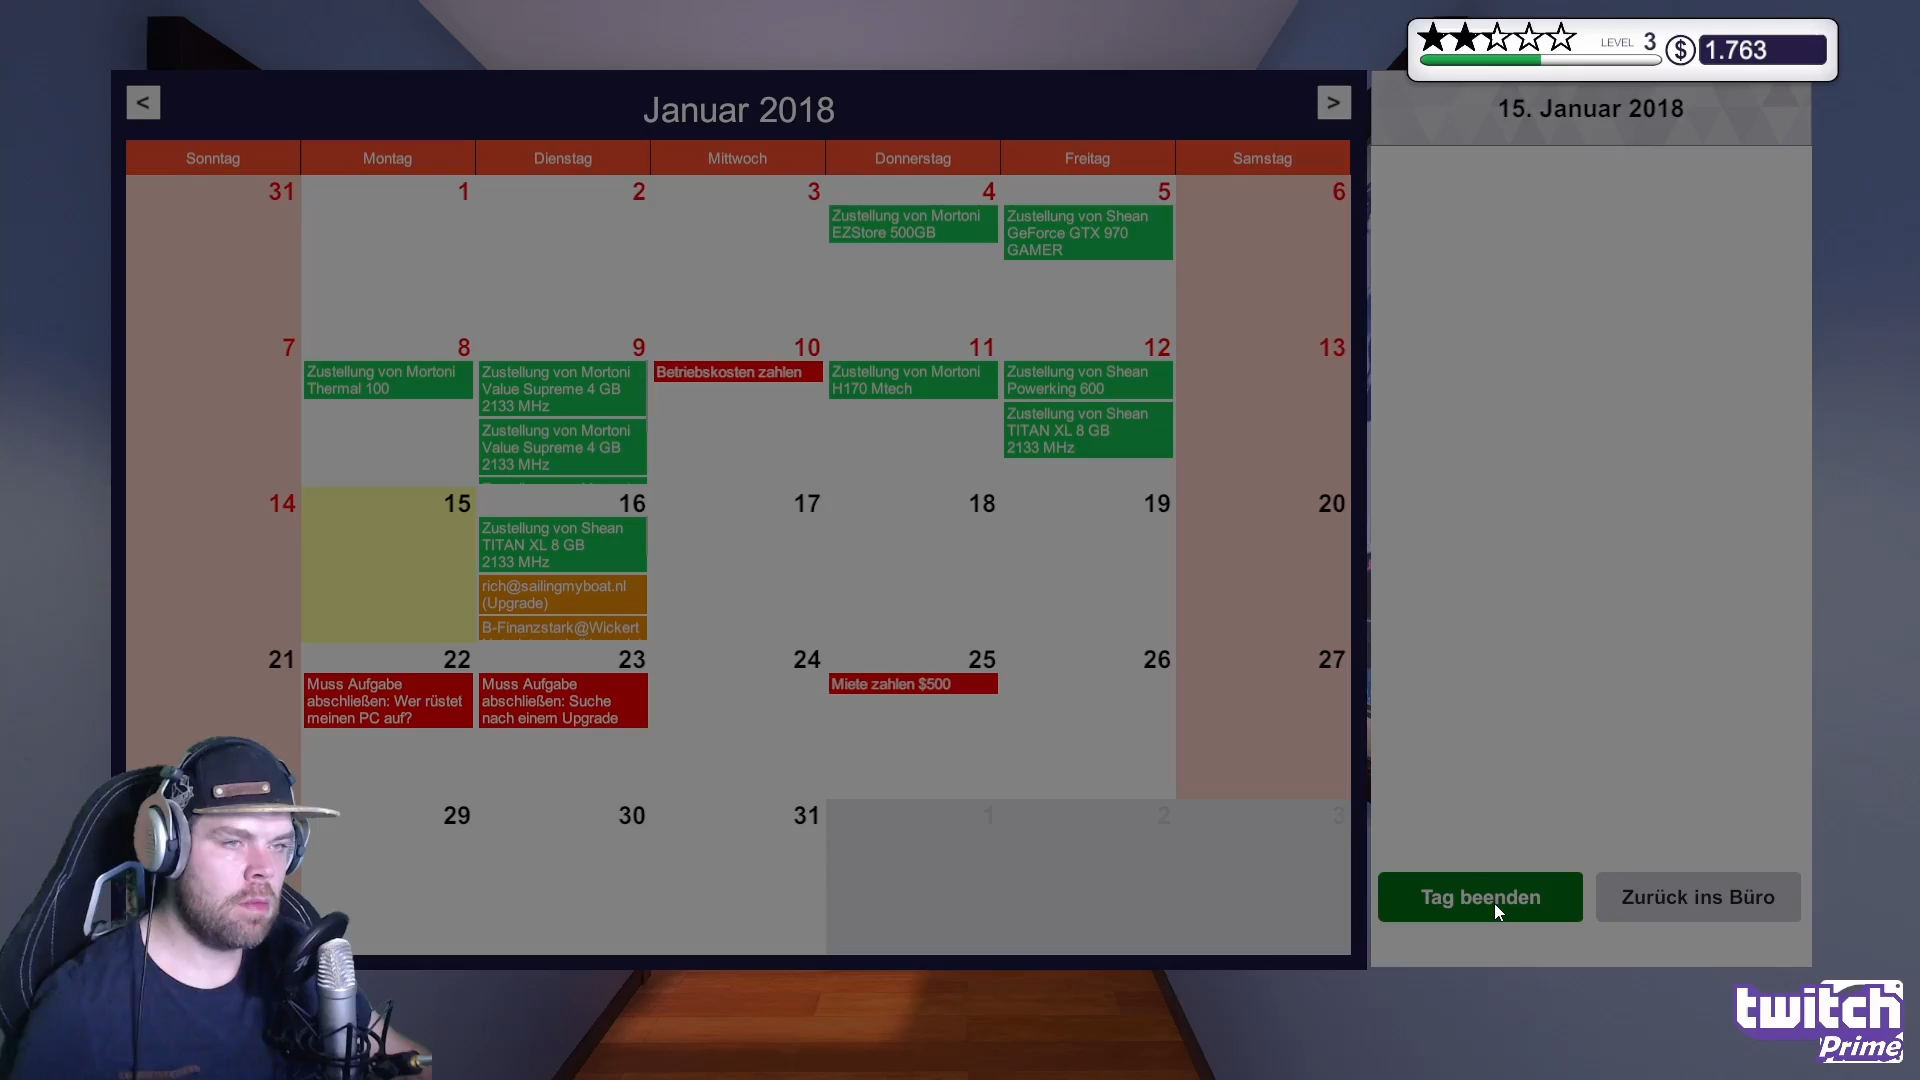 LEVEL 3
$ 1.763
<
Januar 2018
>
15. Januar 2018
Sonntag
Montag
Dienstag
Mittwoch
Donnerstag
Freitag
Samstag
31
1
2
3
4
5
6
Zustellung von Mortoni
EZStore 500GB
Zustellung von Shean
GeForce GTX 970
GAMER
7
8
9
10
11
12
13
Zustellung von Mortoni
Thermal 100
Zustellung von Mortoni
Value Supreme 4 GB
2133 MHz
Zustellung von Mortoni
Value Supreme 4 GB
2133 MHz
Betriebskosten zahlen
Zustellung von Mortoni
H170 Mtech
Zustellung von Shean
Powerking 600
Zustellung von Shean
TITAN XL 8 GB
2133 MHz
14
15
16
17
18
19
20
Zustellung von Shean
TITAN XL 8 GB
2133 MHz
rich@sailingmyboat.nl
(Upgrade)
B-Finanzstark@Wickert
21
22
23
24
25
26
27
Muss Aufgabe
abschließen: Wer rüstet
meinen PC auf?
Muss Aufgabe
abschließen: Suche
nach einem Upgrade
Miete zahlen $500
29
30
31
1
2
3
Tag beenden
Zurück ins Büro
twitch
Prime